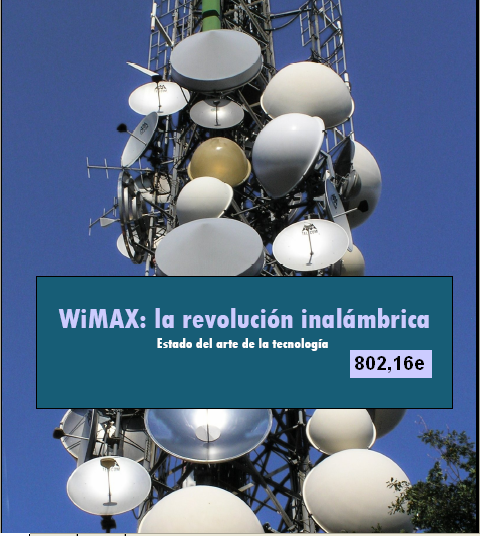 WiMAX: la revolución inalámbrica
Estado del arte de la tecnología
802,16e